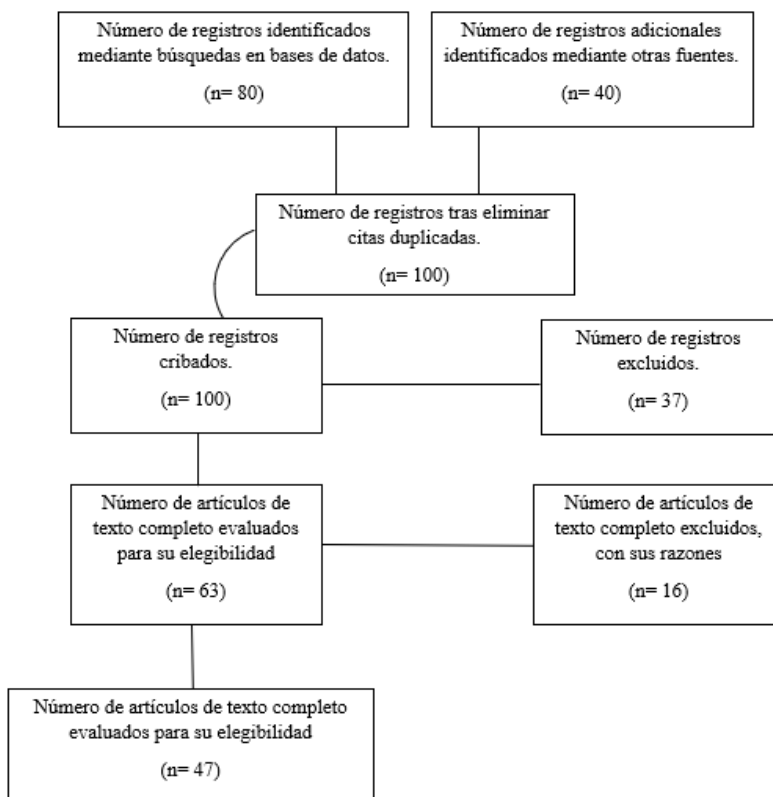 Número de registros identificados
mediante búsquedas en bases de datos.
(n= 80)
Número de registros adicionales
identificados mediante otras fuentes.
(n= 40)
Número de registros tras eliminar
citas duplicadas.
(n= 100)
Número de registros
cribados.
(n= 100)
Número de registros
excluidos.
(n= 37)
Número de artículos de
texto completo evaluados
para su elegibilidad
(n= 63)
Número de artículos de
texto completo excluidos,
con sus razones
(n= 16)
Número de artículos de texto completo
evaluados para su elegibilidad
(n= 47)